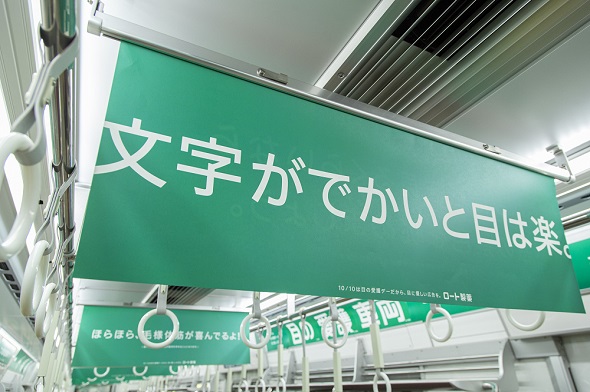 文字がでかいと目は楽。
10/10は目の愛護デーだから、目に優しい広告を。 ロート製薬
ほらほら、毛様体筋が喜んでるよ!